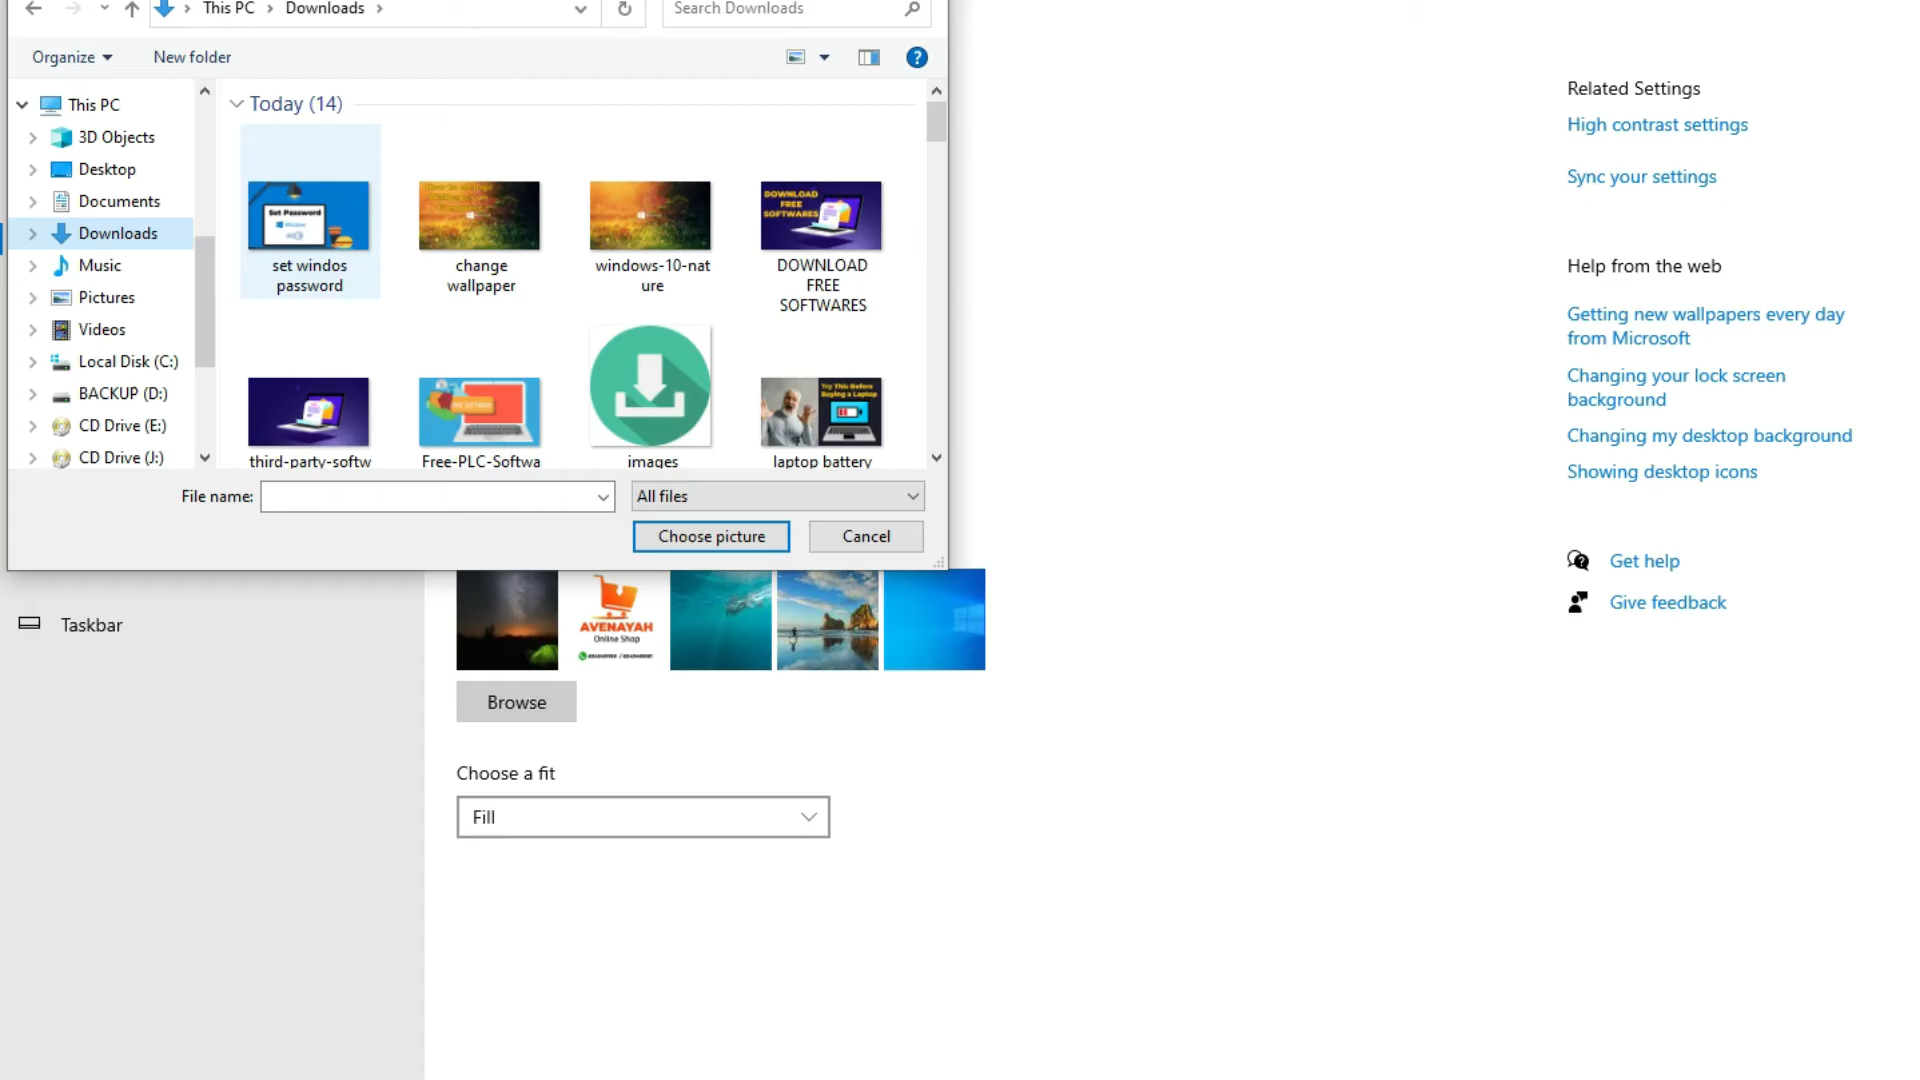 This PC > Downloads >
Search Downloads
Organize
New folder
This PC
3D Objects
Desktop
Documents
Downloads
Music
Pictures
Videos
Local Disk (C:)
BACKUP (D:)
CD Drive (E:)
CD Drive (J:)
Today (14)
Set Password
Windows
set windos
password
change
wallpaper
windows-10-nat
ure
DOWNLOAD
FREE
SOFTWARES
DOWNLOAD
FREE
SOFTWARES
third-party-softw
Free-PLC-Softwa
images
Try This Before
Buying a Laptop
laptop battery
File name:
All files
Choose picture
Cancel
Taskbar
AVENAYAH
Online Shop
Browse
Choose a fit
Fill
Related Settings
High contrast settings
Sync your settings
Help from the web
Getting new wallpapers every day
from Microsoft
Changing your lock screen
background
Changing my desktop background
Showing desktop icons
Get help
Give feedback